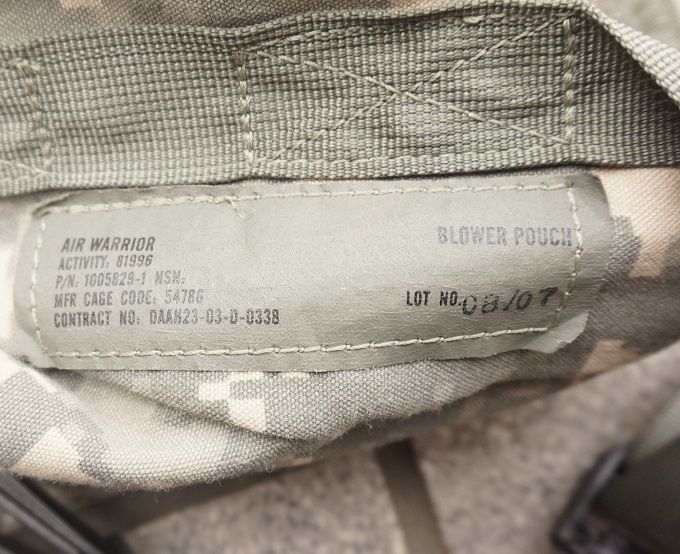 AIR WARRIOR
ACTIVITY: 81996
P/N: 1005829-1 NSN:
MFR CAGE CODE: 54786
CONTRACT NO: DAAH23-03-D-0338
BLOWER POUCH
LOT NO. 08/07